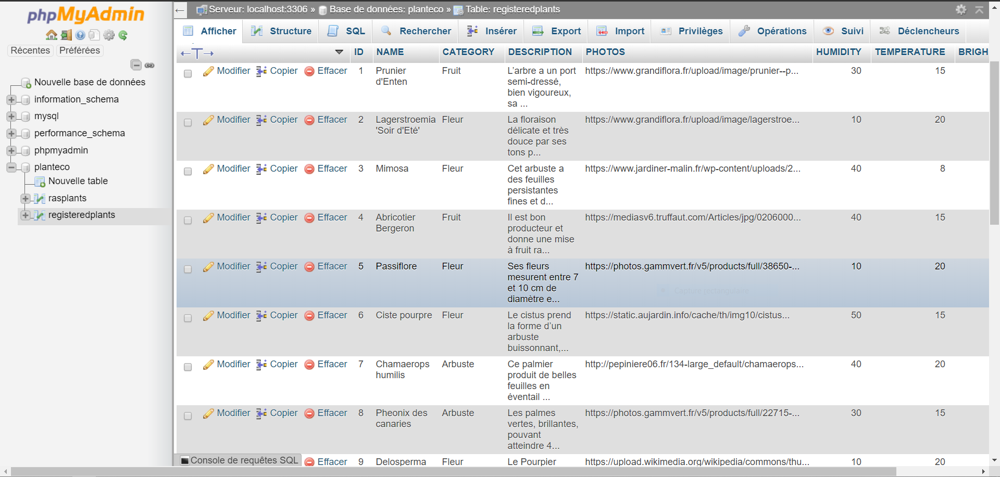 phpMyAdmin
Récentes Préférées
Nouvelle base de données
information_schema
mysql
performance_schema
phpmyadmin
planteco
Nouvelle table
rasplants
registeredplants
Serveur: localhost:3306 » Base de données: planteco » Table: registeredplants
Afficher Structure SQL Rechercher Insérer Export Import Privilèges Opérations Suivi Déclencheurs
ID NAME CATEGORY DESCRIPTION PHOTOS HUMIDITY TEMPERATURE BRIGH
Modifier Copier Effacer 1 Prunier Fruit L’arbre a un port https://www.grandiflora.fr/upload/image/prunier--p... 30 15
d'Enten semi-dressé,
bien vigoureux,
sa ...
Modifier Copier Effacer 2 Lagerstroemia Fleur La floraison https://www.grandiflora.fr/upload/image/lagerstroe... 10 20
'Soir d'Eté' délicate et très
douce par ses
tons p...
Modifier Copier Effacer 3 Mimosa Fleur Cet arbuste a https://www.jardiner-malin.fr/wp-content/uploads/2... 40 8
des feuilles
persistantes
fines et d...
Modifier Copier Effacer 4 Abricotier Fruit Il est bon https://mediasv6.truffaut.com/Articles/jpg/0206000... 40 15
Bergeron producteur et
donne une mise
à fruit ra...
Modifier Copier Effacer 5 Passiflore Fleur Ses fleurs https://photos.gammvert.fr/v5/products/full/38650-... 10 20
mesurent entre 7
et 10 cm de
Capture rectangulaire
diamètre e...
Modifier Copier Effacer 6 Ciste pourpre Fleur Le cistus prend https://static.aujardin.info/cache/th/img10/cistus... 50 15
la forme d’un
arbuste
buissonnant,...
Modifier Copier Effacer 7 Chamaerops Arbuste Ce palmier http://pepiniere06.fr/134-large_default/chamaerops... 40 20
humilis produit de belles
feuilles en
éventail ...
Modifier Copier Effacer 8 Pheonix des Arbuste Les palmes https://photos.gammvert.fr/v5/products/full/22715-... 30 15
canaries vertes, brillantes,
pouvant
atteindre 4...
Console de requêtes SQL Effacer 9 Delosperma Fleur Le Pourpier https://upload.wikimedia.org/wikipedia/commons/thu... 10 20